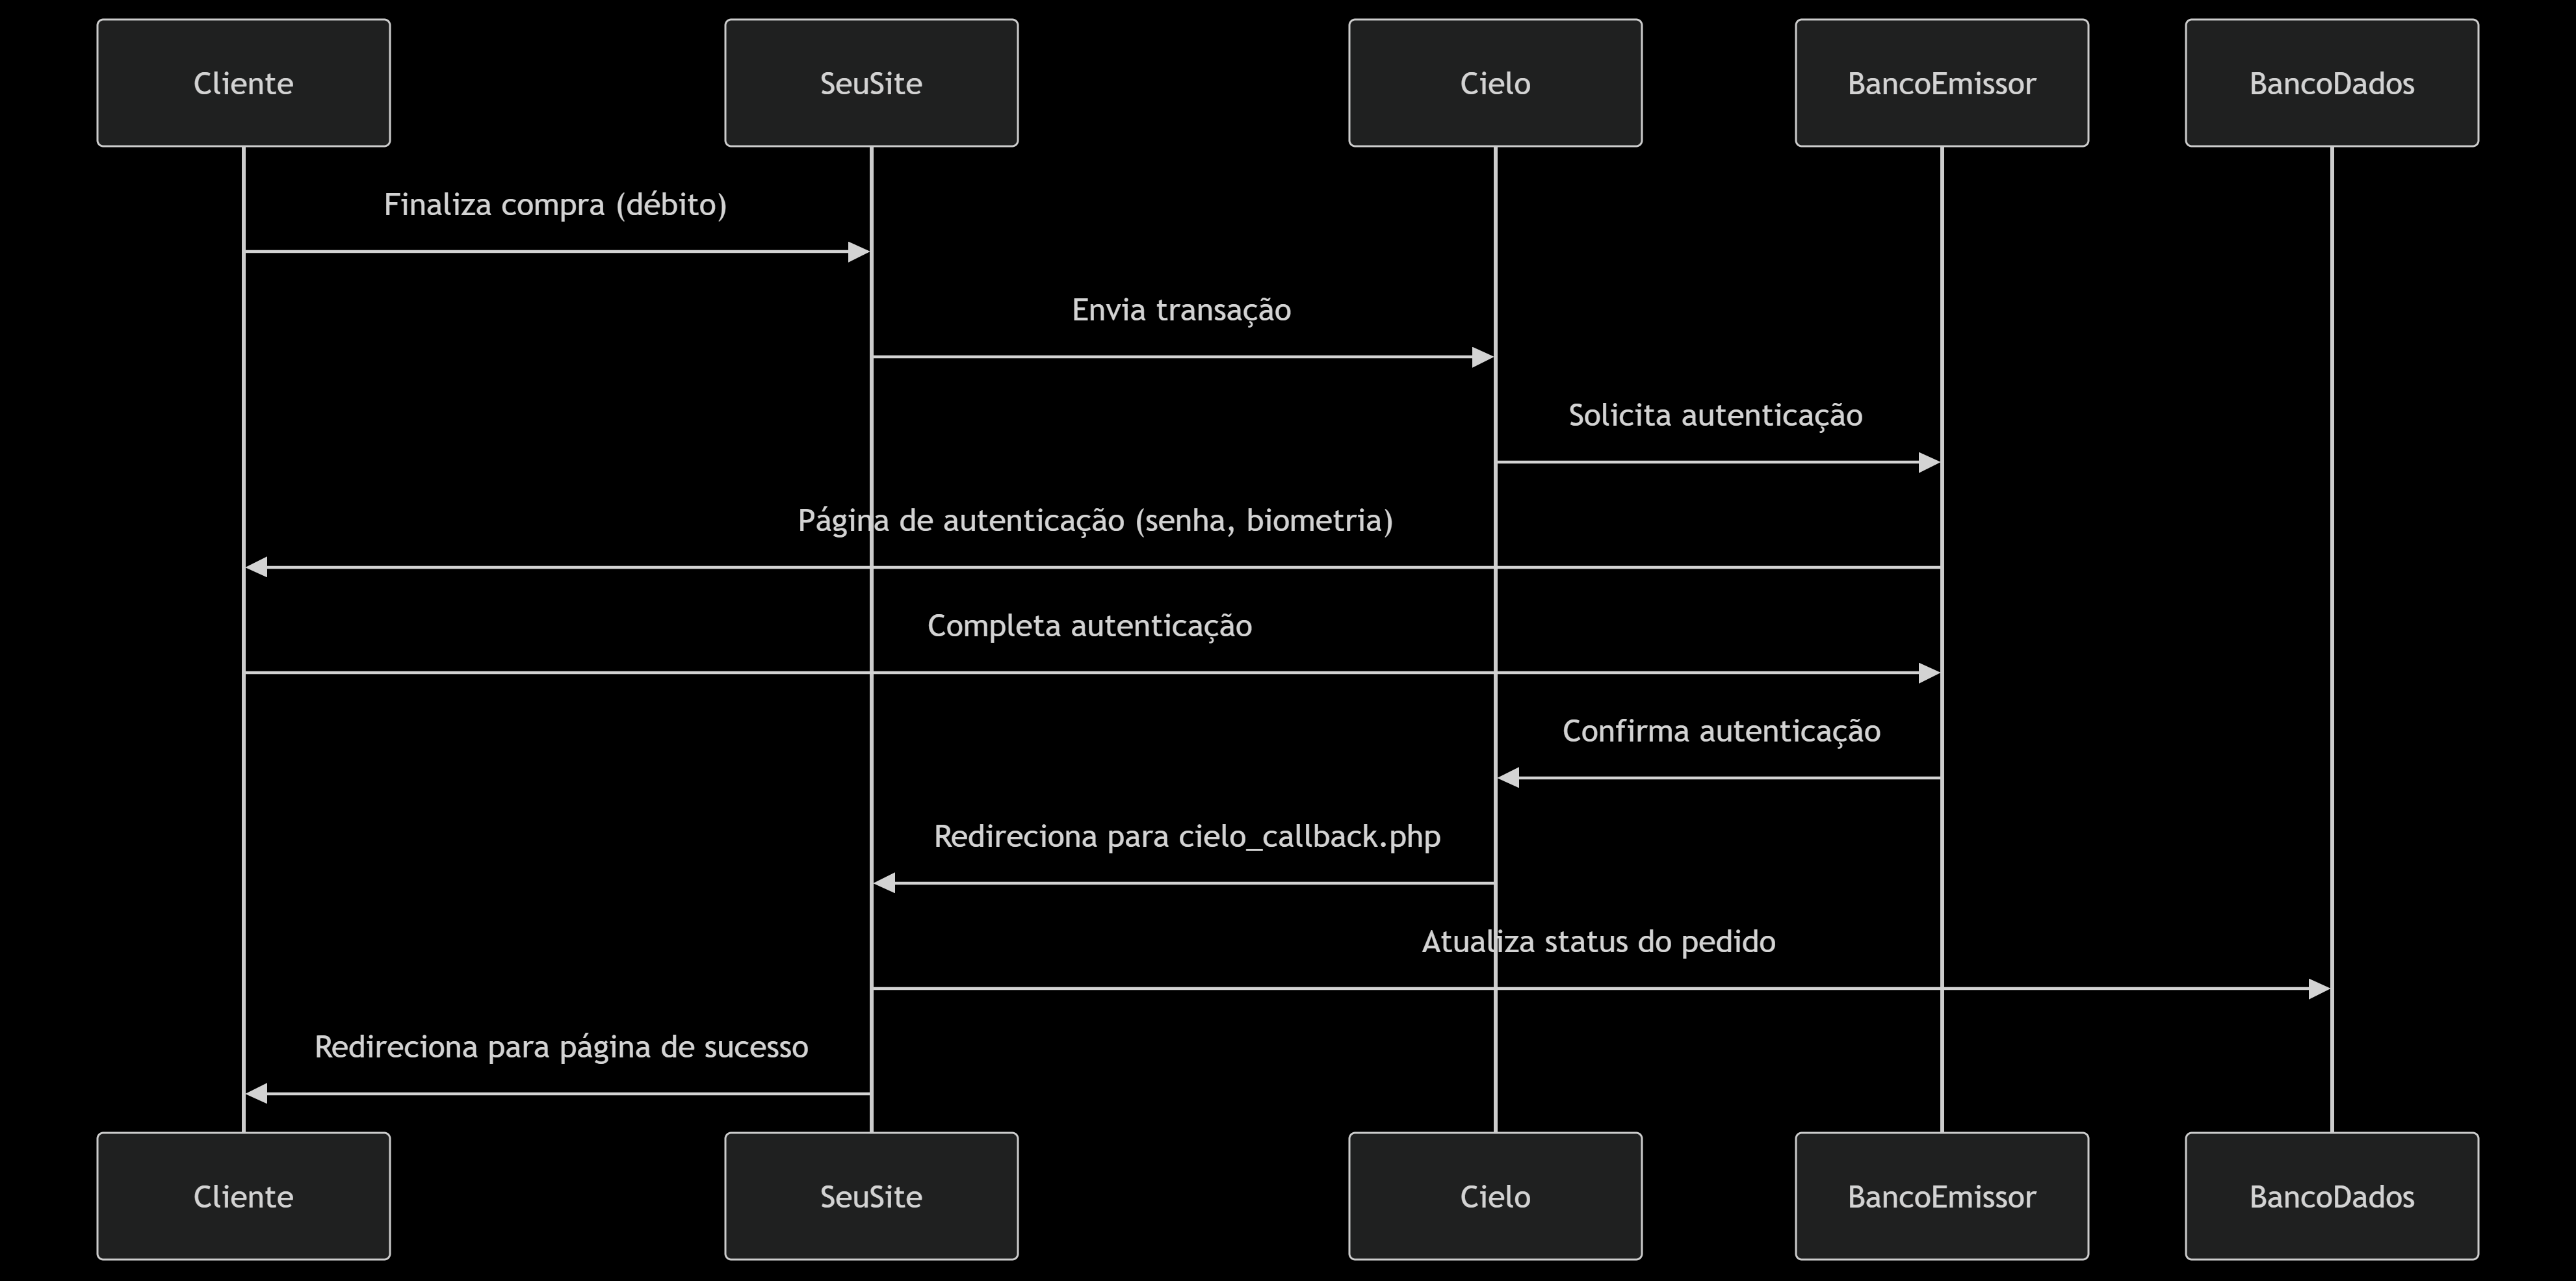 Cliente
SeuSite
Cielo
BancoEmissor
BancoDados
Finaliza compra (débito)
Envia transação
Solicita autenticação
Página de autenticação (senha, biometria)
Completa autenticação
Confirma autenticação
Redireciona para cielo_callback.php
Atualiza status do pedido
Redireciona para página de sucesso
Cliente
SeuSite
Cielo
BancoEmissor
BancoDados